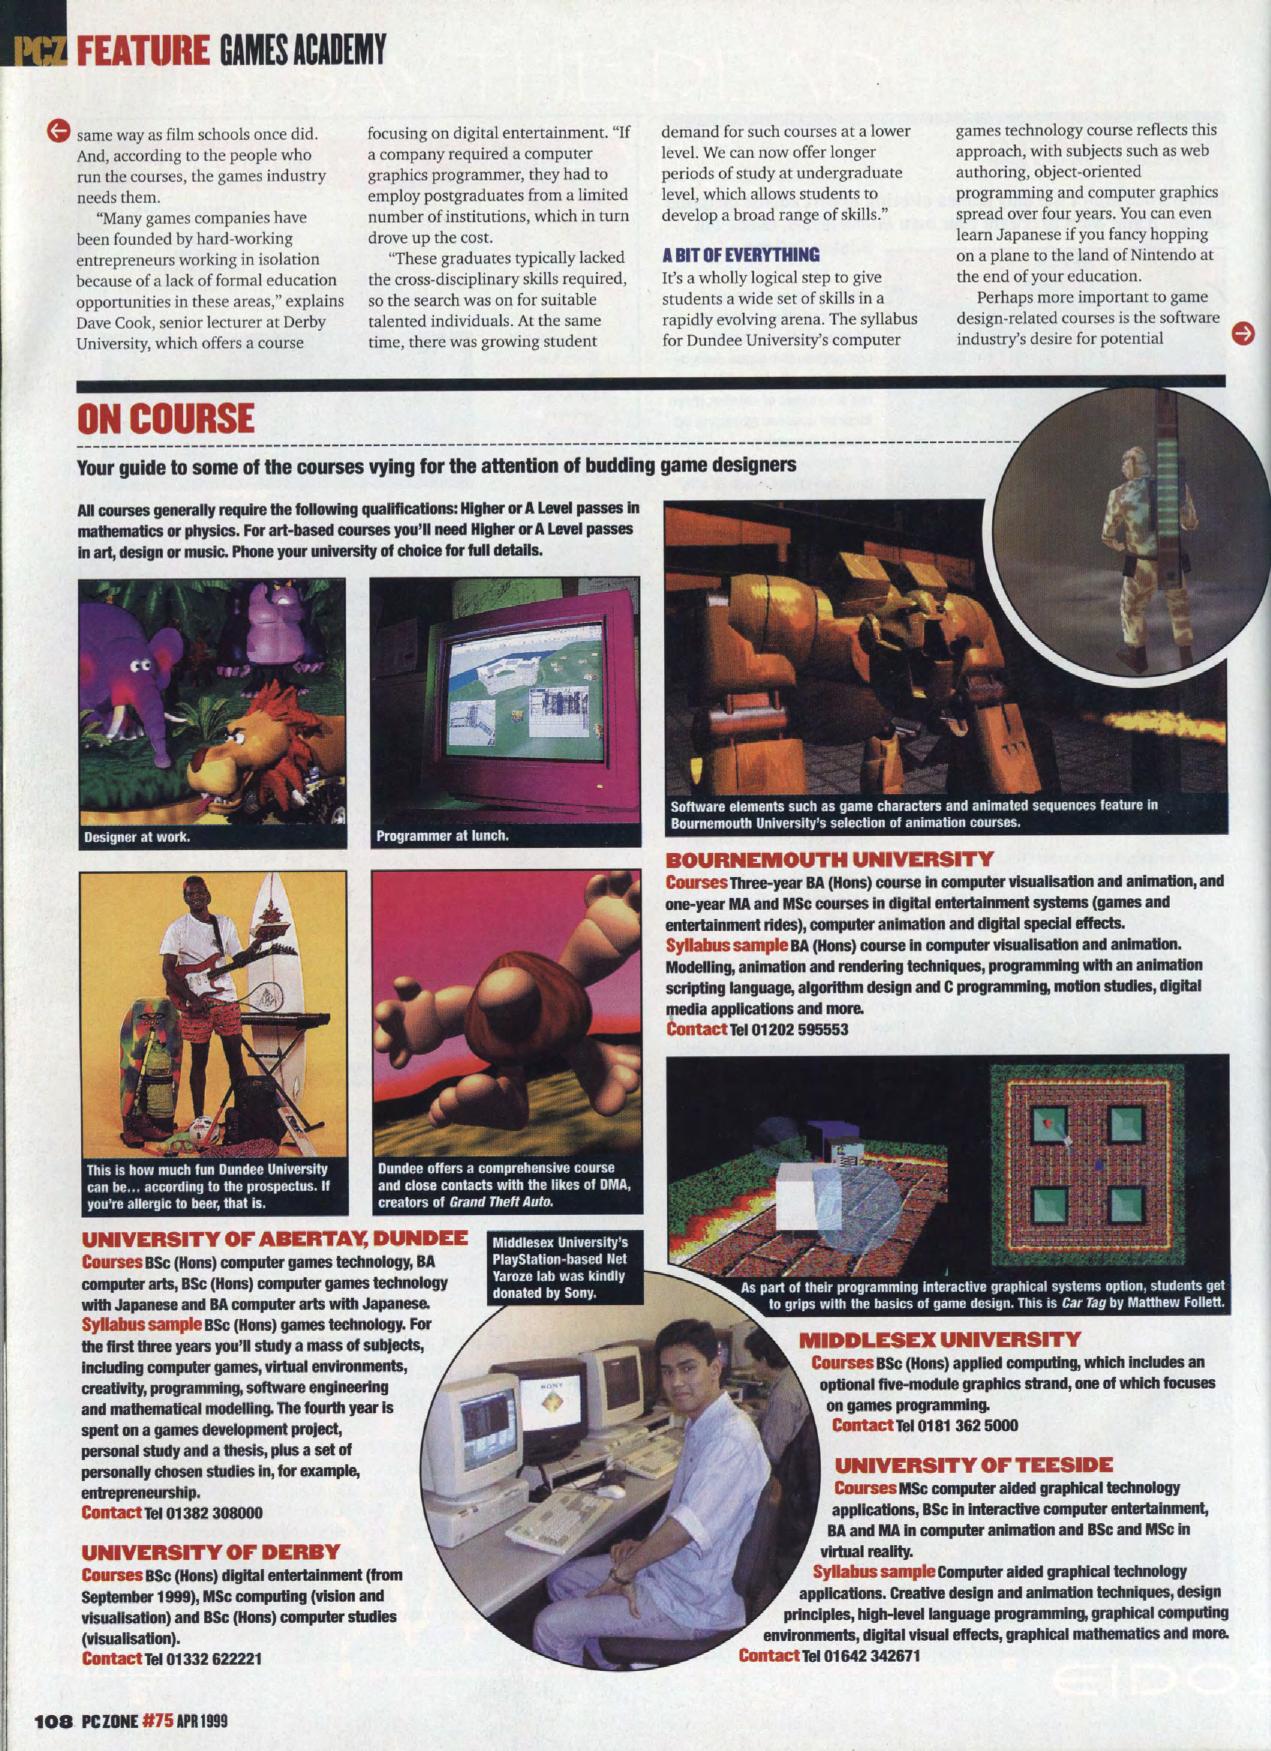 PCZ FEATURE GAMES ACADEMY
same way as film schools once did.
And, according to the people who
run the courses, the games industry
needs them.
"Many games companies have
been founded by hard-working
entrepreneurs working in isolation
because of a lack of formal education
opportunities in these areas," explains
Dave Cook, senior lecturer at Derby
University, which offers a course
focusing on digital entertainment. "If
a company required a computer
graphics programmer, they had to
employ postgraduates from a limited
number of institutions, which in turn
drove up the cost.
"These graduates typically lacked
the cross-disciplinary skills required,
so the search was on for suitable
talented individuals. At the same
time, there was growing student
demand for such courses at a lower
level. We can now offer longer
periods of study at undergraduate
level, which allows students to
develop a broad range of skills."
A BIT OF EVERYTHING
It's a wholly logical step to give
students a wide set of skills in a
rapidly evolving arena. The syllabus
for Dundee University's computer
games technology course reflects this
approach, with subjects such as web
authoring, object-oriented
programming and computer graphics
spread over four years. You can even
learn Japanese if you fancy hopping
on a plane to the land of Nintendo at
the end of your education.
Perhaps more important to game
design-related courses is the software
industry's desire for potential
ON COURSE
Your guide to some of the courses vying for the attention of budding game designers
All courses generally require the following qualifications: Higher or A Level passes in
mathematics or physics. For art-based courses you'll need Higher or A Level passes
in art, design or music. Phone your university of choice for full details.
Designer at work.
Programmer at lunch.
This is how much fun Dundee University
can be... according to the prospectus. If
you're allergic to beer, that is.
Dundee offers a comprehensive course
and close contacts with the likes of DMA,
creators of Grand Theft Auto.
UNIVERSITY OF ABERTAY, DUNDEE
Courses BSc (Hons) computer games technology, BA
computer arts, BSc (Hons) computer games technology
with Japanese and BA computer arts with Japanese.
Syllabus sample BSc (Hons) games technology. For
the first three years you'll study a mass of subjects,
including computer games, virtual environments,
creativity, programming, software engineering
and mathematical modelling. The fourth year is
spent on a games development project,
personal study and a thesis, plus a set of
personally chosen studies in, for example,
entrepreneurship.
Contact Tel 01382 308000
UNIVERSITY OF DERBY
Courses BSc (Hons) digital entertainment (from
September 1999), MSc computing (vision and
visualisation) and BSc (Hons) computer studies
(visualisation).
Contact Tel 01332 622221
Middlesex University's
PlayStation-based Net
Yaroze lab was kindly
donated by Sony.
SONY
Software elements such as game characters and animated sequences feature in
Bournemouth University's selection of animation courses.
BOURNEMOUTH UNIVERSITY
Courses Three-year BA (Hons) course in computer visualisation and animation, and
one-year MA and MSc courses in digital entertainment systems (games and
entertainment rides), computer animation and digital special effects.
Syllabus sample BA (Hons) course in computer visualisation and animation.
Modelling, animation and rendering techniques, programming with an animation
scripting language, algorithm design and C programming, motion studies, digital
media applications and more.
Contact Tel 01202 595553
As part of their programming interactive graphical systems option, students get
to grips with the basics of game design. This is Car Tag by Matthew Follett.
MIDDLESEX UNIVERSITY
Courses BSc (Hons) applied computing, which includes an
optional five-module graphics strand, one of which focuses
on games programming.
Contact Tel 0181 362 5000
UNIVERSITY OF TEESIDE
Courses MSc computer aided graphical technology
applications, BSc in interactive computer entertainment,
BA and MA in computer animation and BSc and MSc in
virtual reality.
Syllabus sample Computer aided graphical technology
applications. Creative design and animation techniques, design
principles, high-level language programming, graphical computing
environments, digital visual effects, graphical mathematics and more.
Contact Tel 01642 342671
108 PC ZONE #75 APR 1999